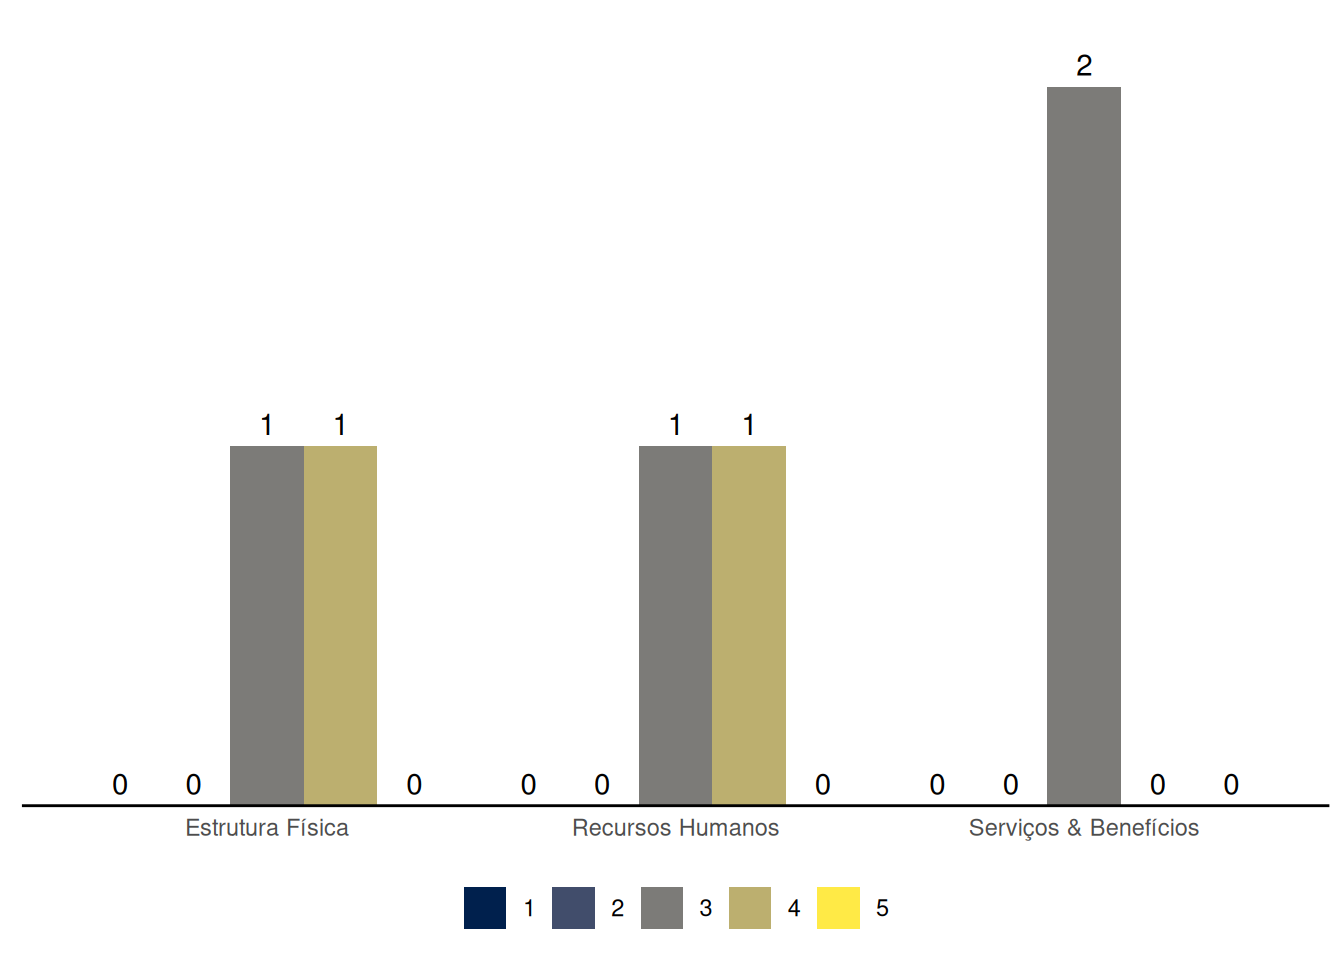 2
1 1 1 1
0 0 0 0 0 0 0 0 0 0
Estrutura Física Recursos Humanos Serviços & Benefícios
1 2 3 4 5